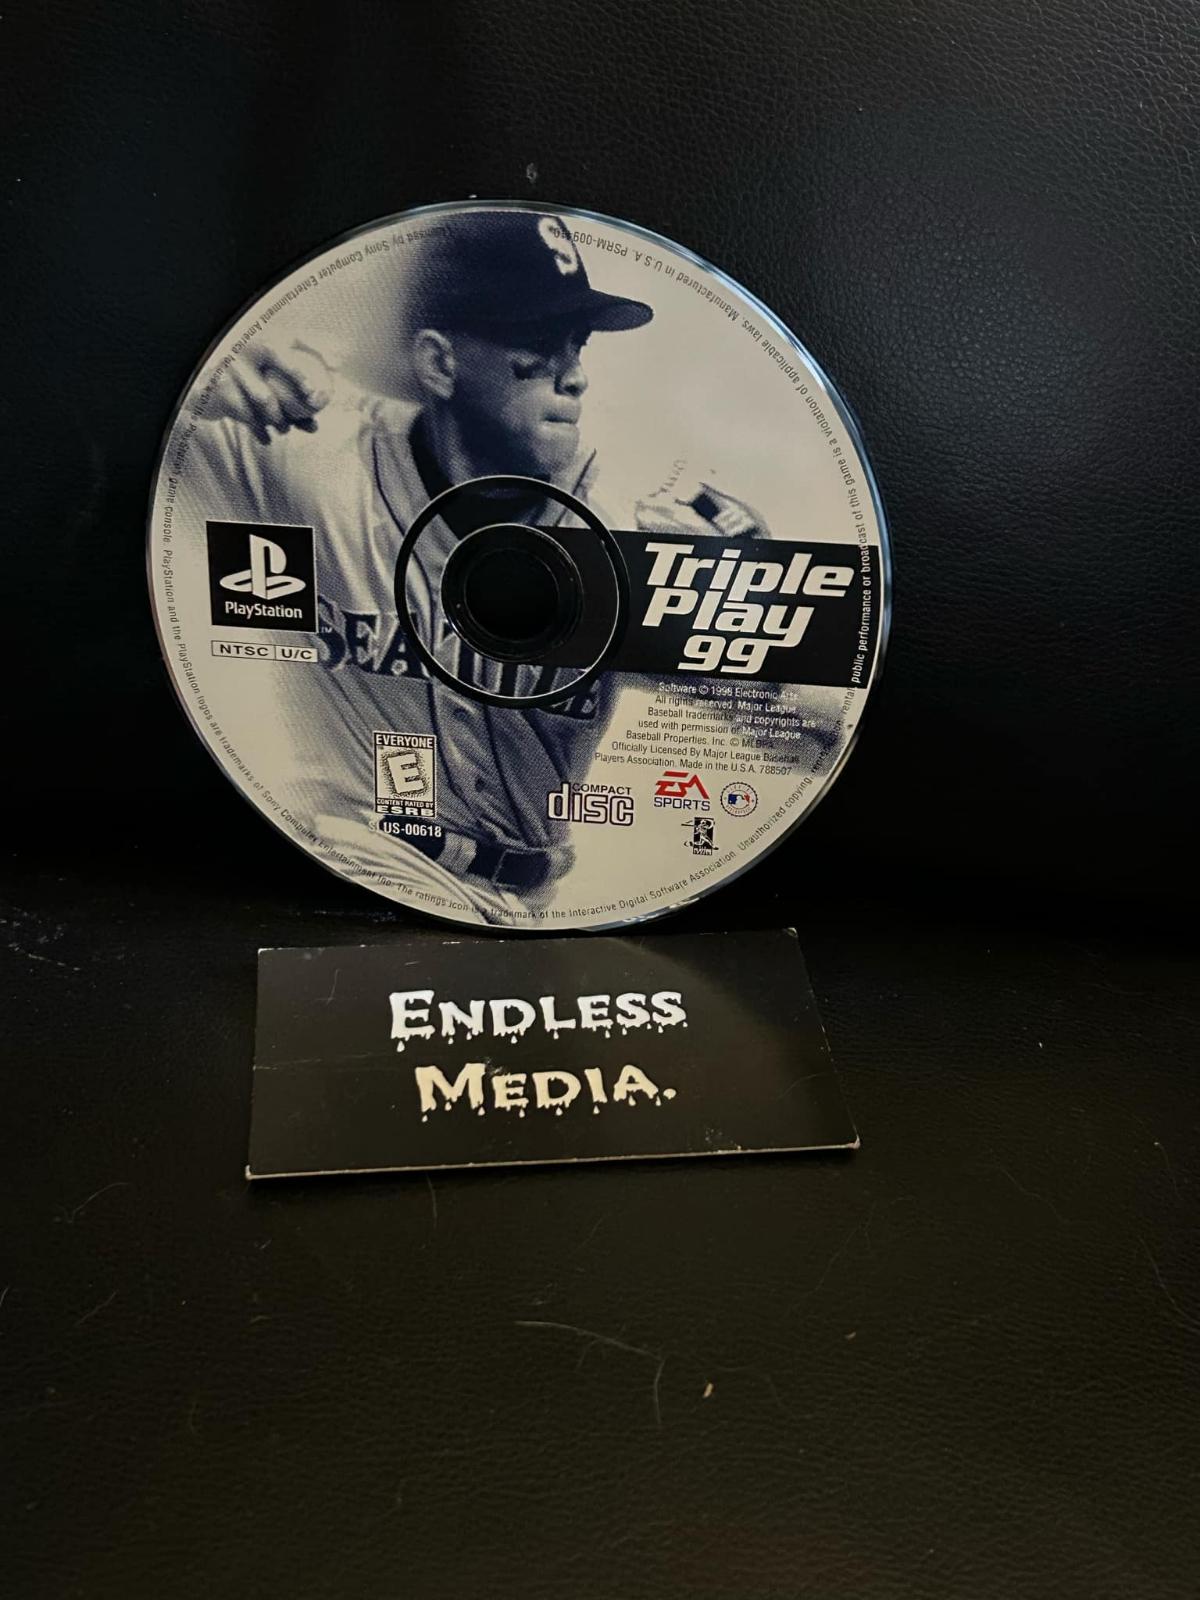 Licensed by Sony Computer Entertainment America for use with the PlayStation game console. PlayStation and the PlayStation logos are trademarks of Sony Computer Entertainment Inc. The ratings icon is a trademark of the Interactive Digital Software Association. Unauthorized copying, rental, public performance or broadcast of this game is a violation of applicable laws. Manufactured in U.S.A.
S
PlayStation
NTSC U/C
SEATTLE
Triple
Play
99
Software © 1998 Electronic Arts
All rights reserved. Major League
Baseball trademarks and copyrights are
used with permission of Major League
Baseball Properties, Inc. © MLBPA
Officially Licensed By Major League Baseball
Players Association. Made in the U.S.A. 788507
EVERYONE
E
CONTENT RATED BY
ESRB
SLUS-00618
COMPACT
disc
EA
SPORTS
ENDLESS
MEDIA.